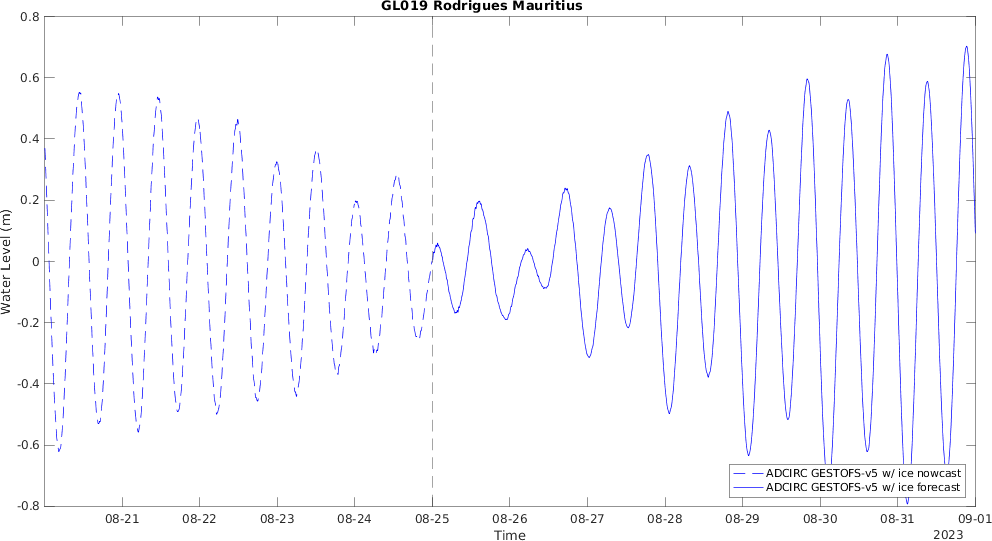 GL019 Rodrigues Mauritius
0.8
0.6
0.4
0.2
0
-0.2
-0.4
-0.6
-0.8
Water Level (m)
ADCIRC GESTOFS-v5 w/ ice nowcast
ADCIRC GESTOFS-v5 w/ ice forecast
08-21 08-22 08-23 08-24 08-25 08-26 08-27 08-28 08-29 08-30 08-31 09-01
Time
2023